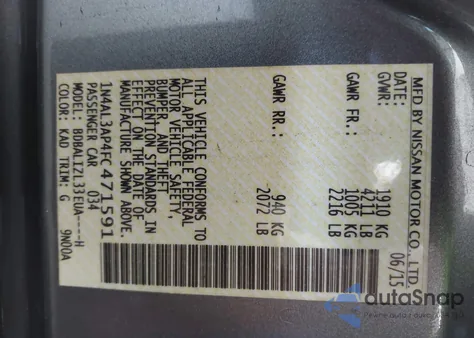 MFD BY NISSAN MOTOR CO., LTD.
DATE: 06/15
GVWR: 1910 KG
4211 LB
GAWR FR.: 1005 KG
2216 LB
GAWR RR.: 940 KG
2072 LB
THIS VEHICLE CONFORMS TO
ALL APPLICABLE FEDERAL
MOTOR VEHICLE SAFETY,
BUMPER, AND THEFT
PREVENTION STANDARDS IN
EFFECT ON THE DATE OF
MANUFACTURE SHOWN ABOVE.
1N4AL3AP4FC471591
PASSENGER CAR 034
MODEL: BDBALIZL33EUA----H
COLOR: KAD TRIM: G 9N00A
autoSnap